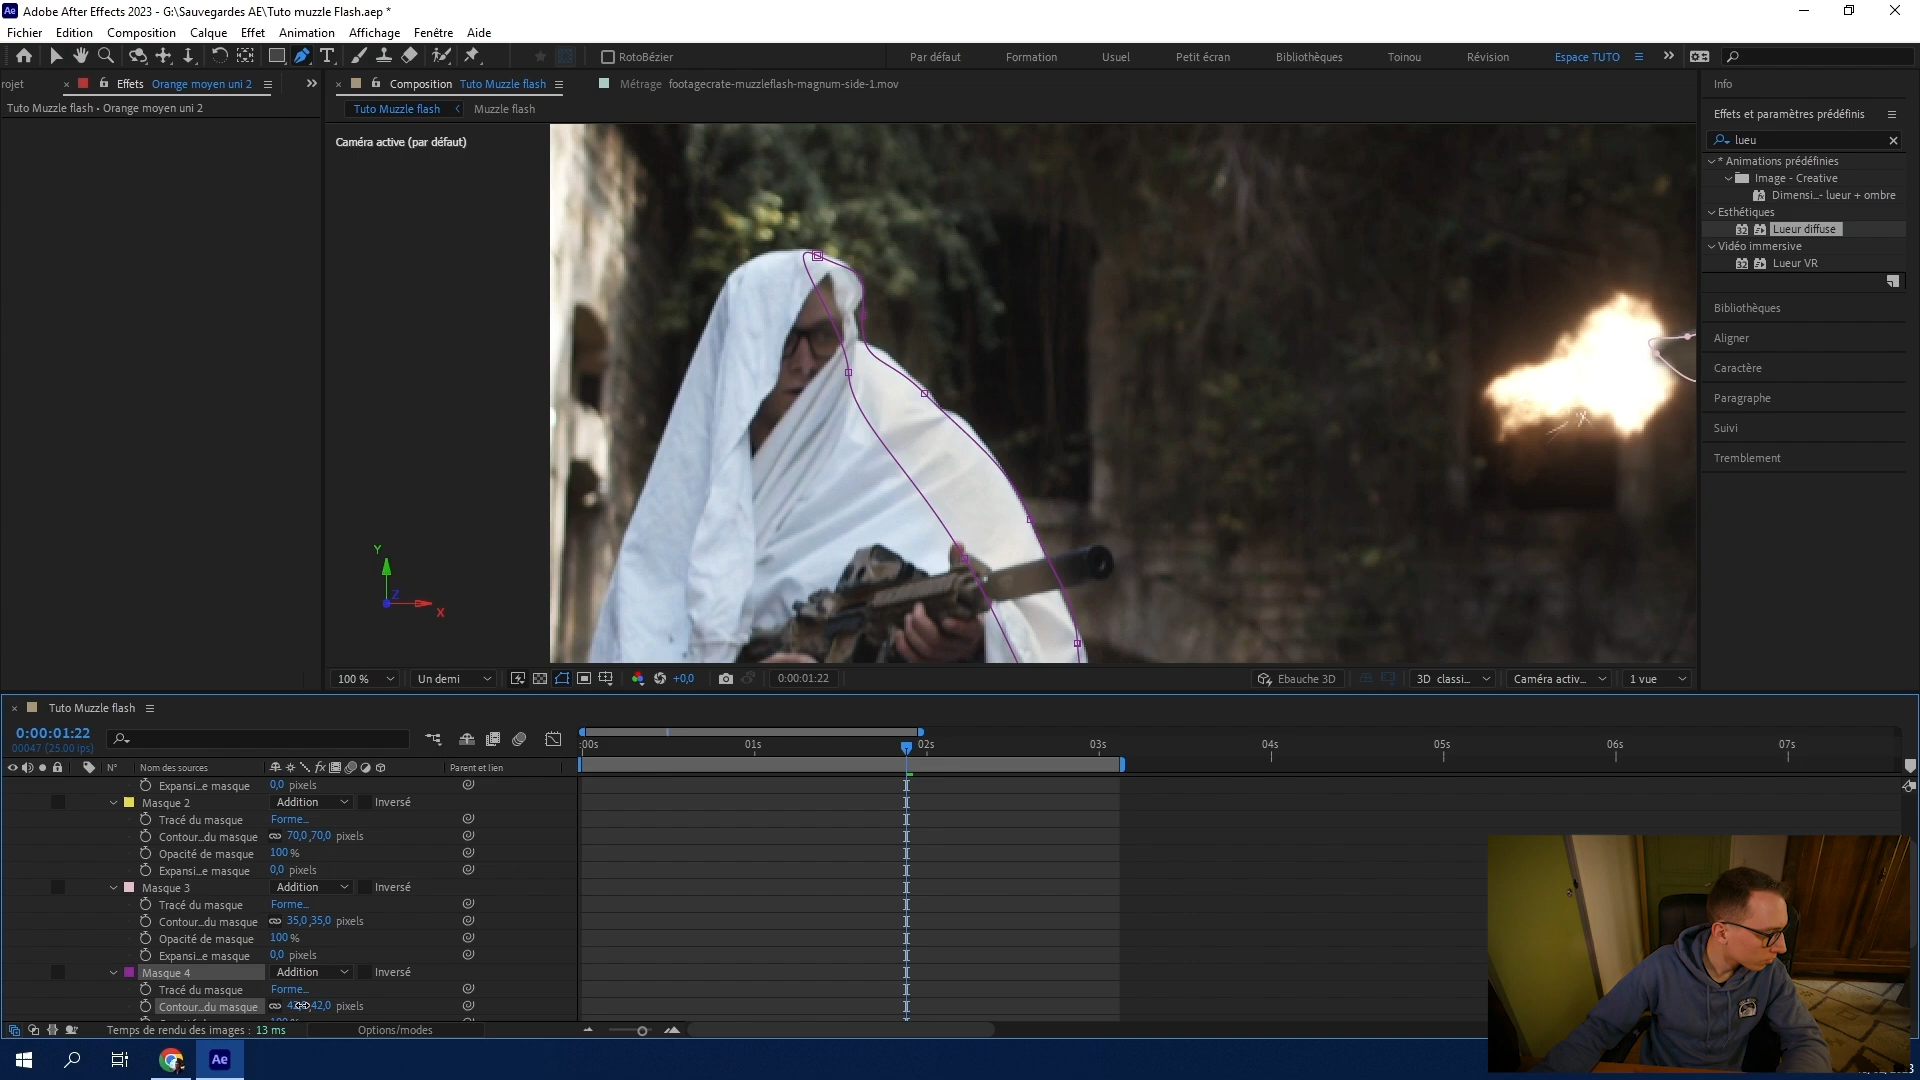 Ae Adobe After Effects 2023 - G:\Sauvegardes AE\Tuto muzzle Flash.aep *
Fichier Edition Composition Calque Effet Animation Affichage Fenêtre Aide
RotoBézier Par défaut Formation Usuel Petit écran Bibliothèques Toinou Révision Espace TUTO
rojet Effets Orange moyen uni 2 Composition Tuto Muzzle flash Métrage footagecrate-muzzleflash-magnum-side-1.mov Info
Tuto Muzzle flash • Orange moyen uni 2 Tuto Muzzle flash Muzzle flash
Effets et paramètres prédéfinis
Caméra active (par défaut)
lueu
* Animations prédéfinies
Image - Creative
Dimensi...- lueur + ombre
Esthétiques
Lueur diffuse
Vidéo immersive
Lueur VR
Bibliothèques
Aligner
Caractère
Paragraphe
Suivi
Tremblement
Y
Z
X
100 % Un demi +0,0 0:00:01:22 Ebauche 3D 3D classi... Caméra activ... 1 vue
Tuto Muzzle flash
0:00:01:22
00047 (25.00 ips)
:00s 01s 02s 03s 04s 05s 06s 07s
N° Nom des sources fx Parent et lien
Expansi...e masque 0,0 pixels
Masque 2 Addition Inversé
Tracé du masque Forme...
Contour...du masque 70,0 ,70,0 pixels
Opacité de masque 100 %
Expansi...e masque 0,0 pixels
Masque 3 Addition Inversé
Tracé du masque Forme...
Contour...du masque 35,0 ,35,0 pixels
Opacité de masque 100 %
Expansi...e masque 0,0 pixels
Masque 4 Addition Inversé
Tracé du masque Forme...
Contour...du masque 42,0 pixels
Temps de rendu des images : 13 ms Options/modes
Ae